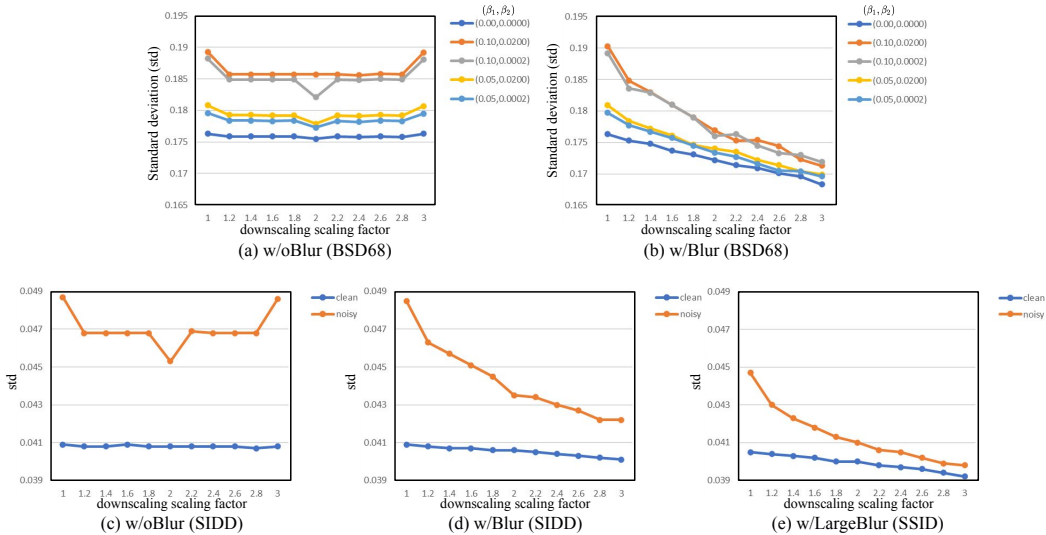 (β1, β2)
0.195
0.19
0.185
0.18
0.175
0.17
0.165
Standard deviation (std)
(0.00,0.0000)
(0.10,0.0200)
(0.10,0.0002)
(0.05,0.0200)
(0.05,0.0002)
1 1.2 1.4 1.6 1.8 2 2.2 2.4 2.6 2.8 3
downscaling scaling factor
(a) w/oBlur (BSD68)
(β1, β2)
0.195
0.19
0.185
0.18
0.175
0.17
0.165
Standard deviation (std)
(0.00,0.0000)
(0.10,0.0200)
(0.10,0.0002)
(0.05,0.0200)
(0.05,0.0002)
1 1.2 1.4 1.6 1.8 2 2.2 2.4 2.6 2.8 3
downscaling scaling factor
(b) w/Blur (BSD68)
0.049
0.047
0.045
0.043
0.041
0.039
std
clean
noisy
1 1.2 1.4 1.6 1.8 2 2.2 2.4 2.6 2.8 3
downscaling scaling factor
(c) w/oBlur (SIDD)
0.049
0.047
0.045
0.043
0.041
0.039
std
clean
noisy
1 1.2 1.4 1.6 1.8 2 2.2 2.4 2.6 2.8 3
downscaling scaling factor
(d) w/Blur (SIDD)
0.049
0.047
0.045
0.043
0.041
0.039
std
clean
noisy
1 1.2 1.4 1.6 1.8 2 2.2 2.4 2.6 2.8 3
downscaling scaling factor
(e) w/LargeBlur (SSID)